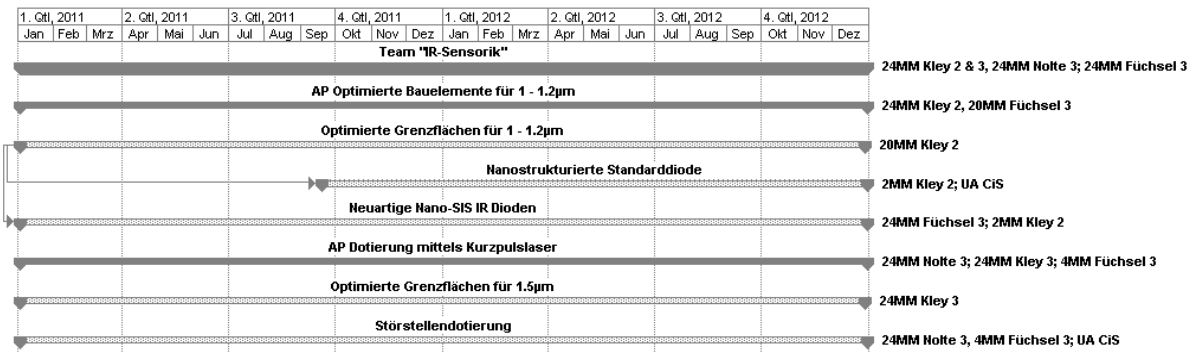 1. Qtl, 2011 2. Qtl, 2011 3. Qtl, 2011 4. Qtl, 2011 1. Qtl, 2012 2. Qtl, 2012 3. Qtl, 2012 4. Qtl, 2012
Jan Feb Mrz Apr Mai Jun Jul Aug Sep Okt Nov Dez Jan Feb Mrz Apr Mai Jun Jul Aug Sep Okt Nov Dez
Team "IR-Sensorik"
24MM Kley 2 & 3, 24MM Nolte 3; 24MM Füchsel 3
AP Optimierte Bauelemente für 1 - 1.2µm
24MM Kley 2, 20MM Füchsel 3
Optimierte Grenzflächen für 1 - 1.2µm
20MM Kley 2
Nanostrukturierte Standarddiode
2MM Kley 2; UA CiS
Neuartige Nano-SIS IR Dioden
24MM Füchsel 3; 2MM Kley 2
AP Dotierung mittels Kurzpulslaser
24MM Nolte 3; 24MM Kley 3; 4MM Füchsel 3
Optimierte Grenzflächen für 1.5µm
24MM Kley 3
Störstellendotierung
24MM Nolte 3, 4MM Füchsel 3; UA CiS